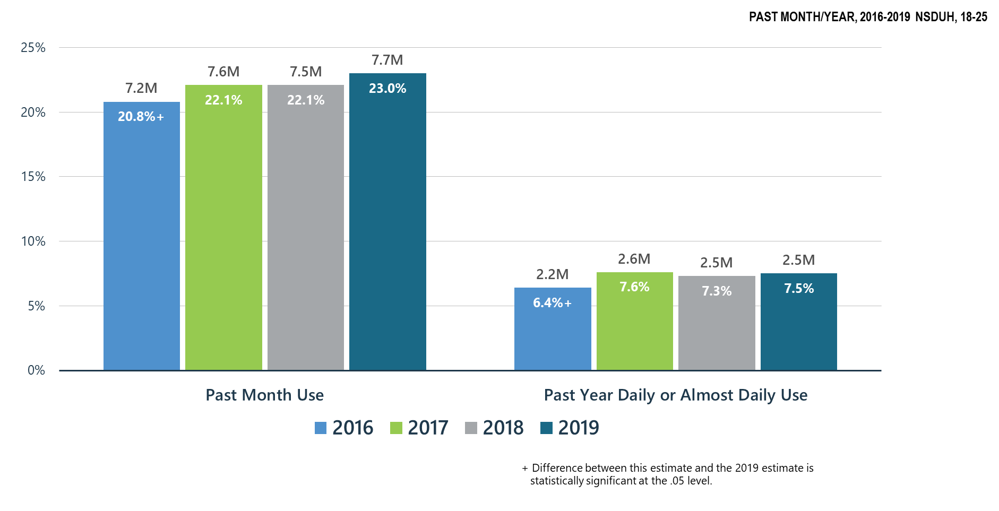 PAST MONTH/YEAR, 2016-2019 NSDUH, 18-25
25%
20%
15%
10%
5%
0%
7.2M
20.8%+
7.6M
22.1%
7.5M
22.1%
7.7M
23.0%
2.2M
6.4%+
2.6M
7.6%
2.5M
7.3%
2.5M
7.5%
Past Month Use
Past Year Daily or Almost Daily Use
2016 2017 2018 2019
+ Difference between this estimate and the 2019 estimate is
statistically significant at the .05 level.